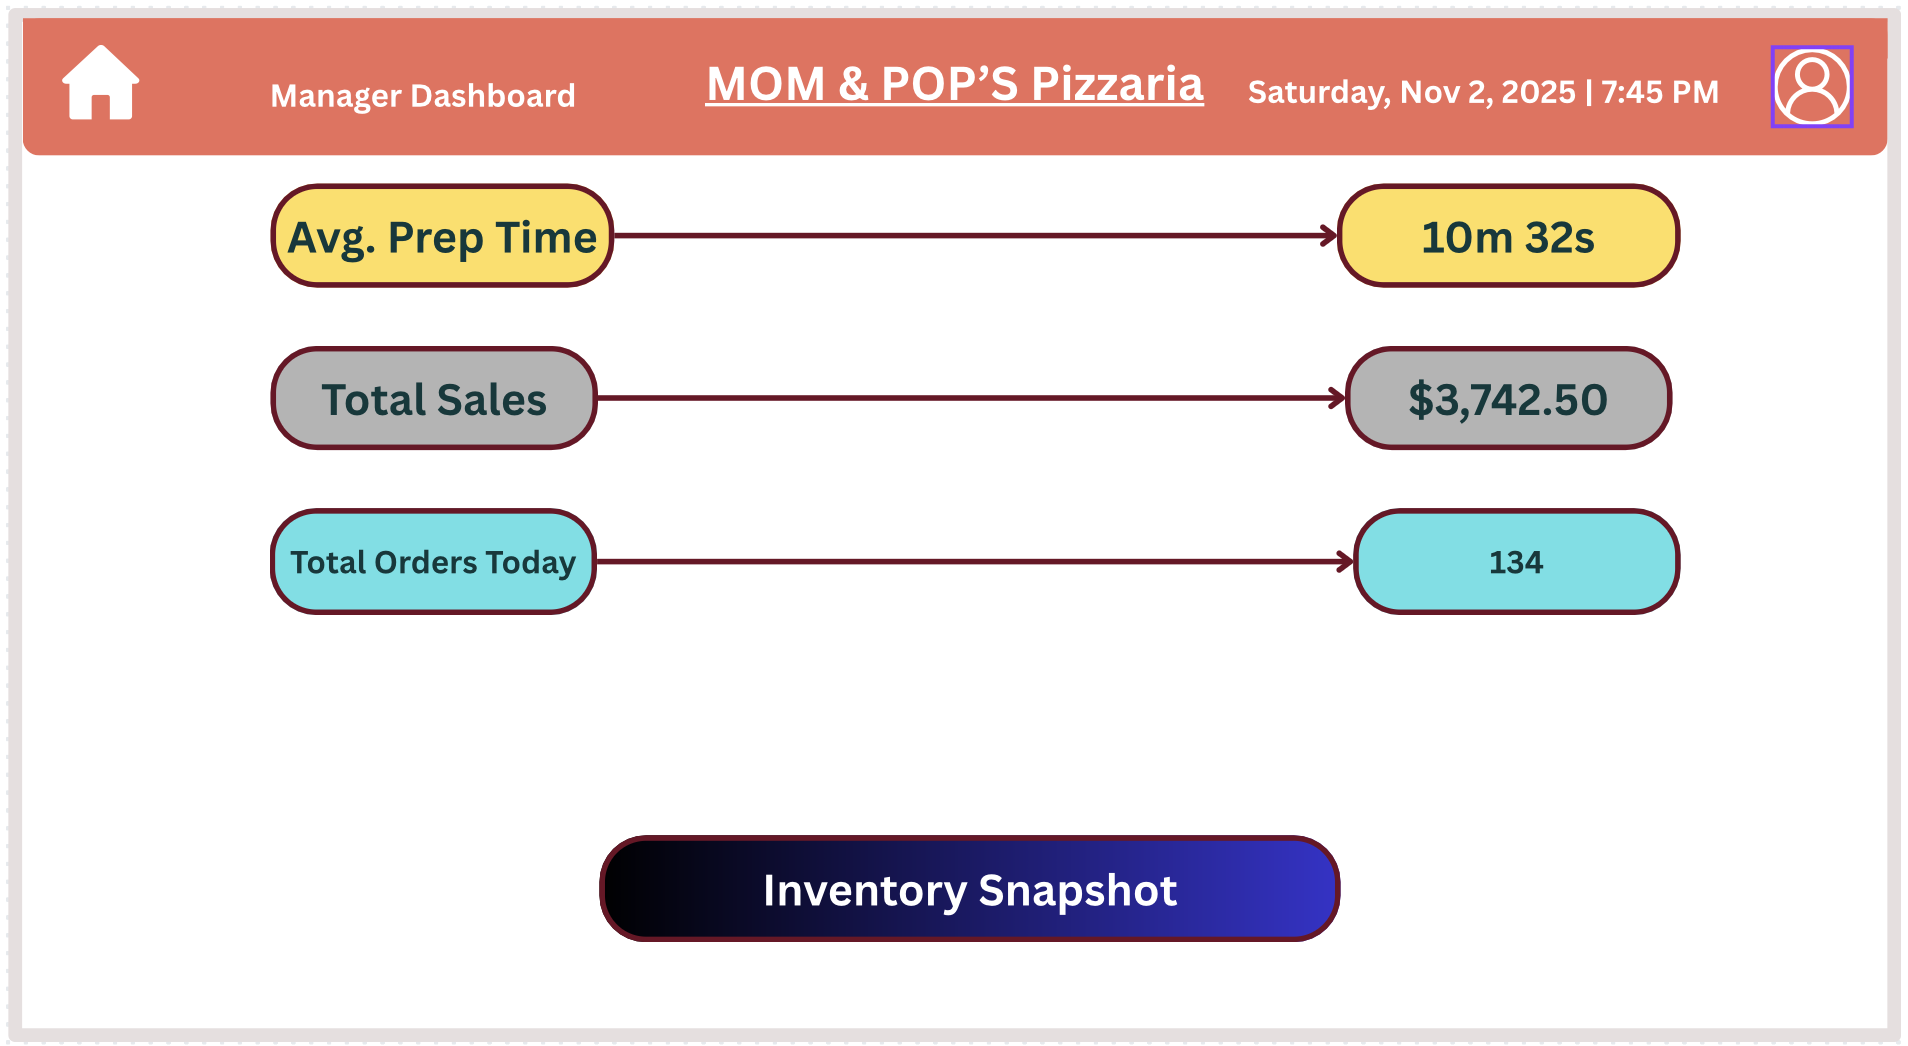 Manager Dashboard
MOM & POP’S Pizzaria
Saturday, Nov 2, 2025 | 7:45 PM
Avg. Prep Time
10m 32s
Total Sales
$3,742.50
Total Orders Today
134
Inventory Snapshot